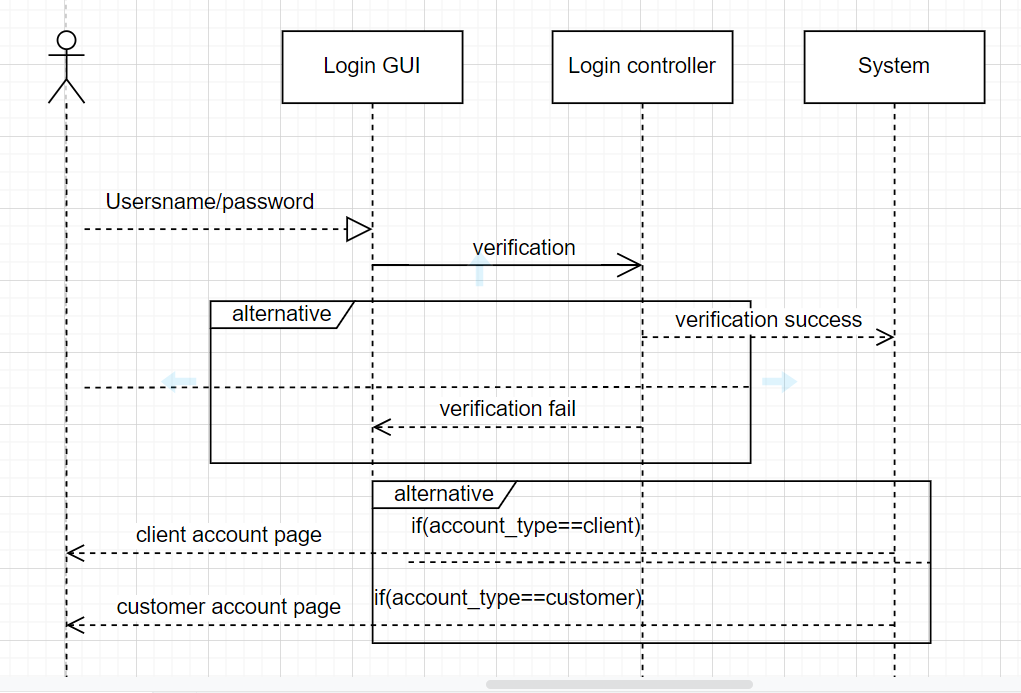 Login GUI
Login controller
System
Usersname/password
verification
alternative
verification success
verification fail
alternative
if(account_type==client)
client account page
if(account_type==customer)
customer account page